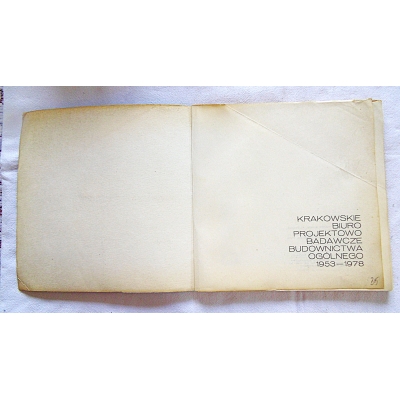 KRAKOWSKIE
BIURO
PROJEKTOWO
BADAWCZE
BUDOWNICTWA
OGÓLNEGO
1953—1978